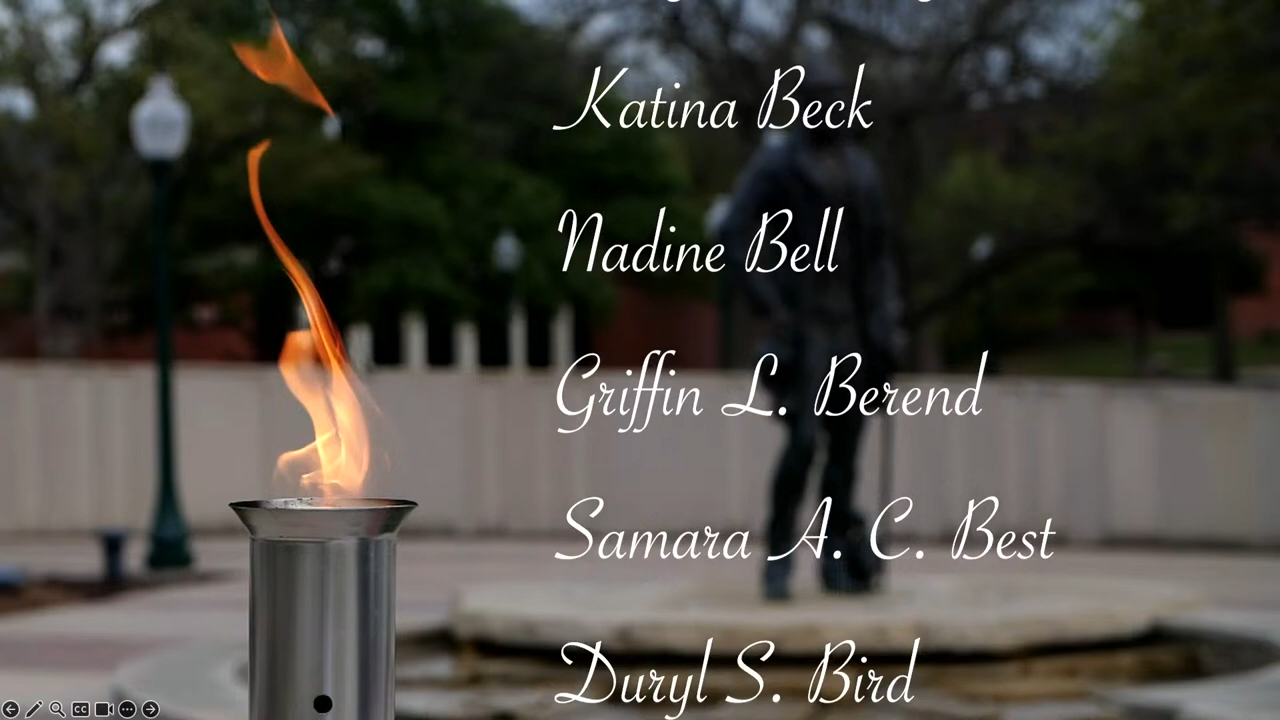 Katina Beck
Nadine Bell
Griffin L. Berend
Samara A. C. Best
Duryl S. Bird